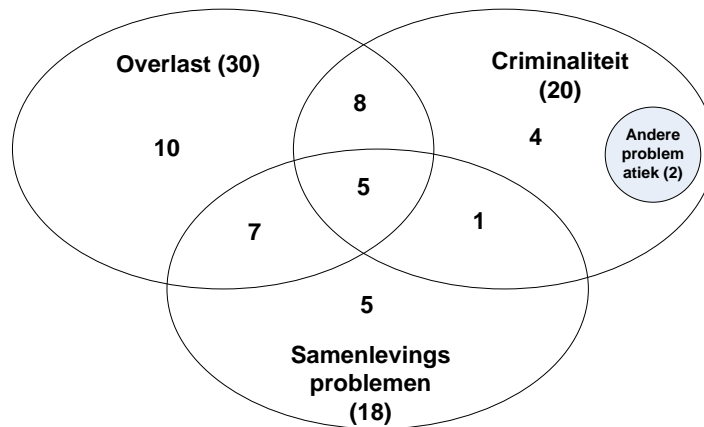 Overlast (30)
Criminaliteit
(20)
8
10
4
Andere
problem
atiek (2)
5
7
1
5
Samenlevings
problemen
(18)